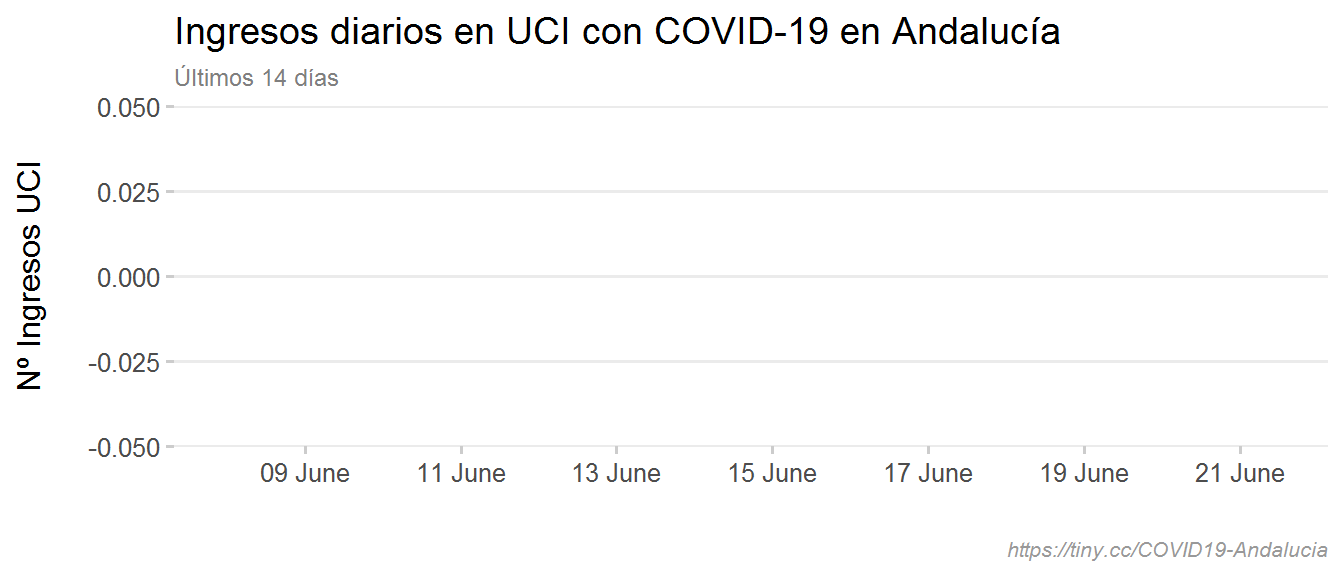 Ingresos diarios en UCI con COVID-19 en Andalucía
Últimos 14 días
Nº Ingresos UCI
0.050
0.025
0.000
-0.025
-0.050
09 June 11 June 13 June 15 June 17 June 19 June 21 June
https://tiny.cc/COVID19-Andalucia